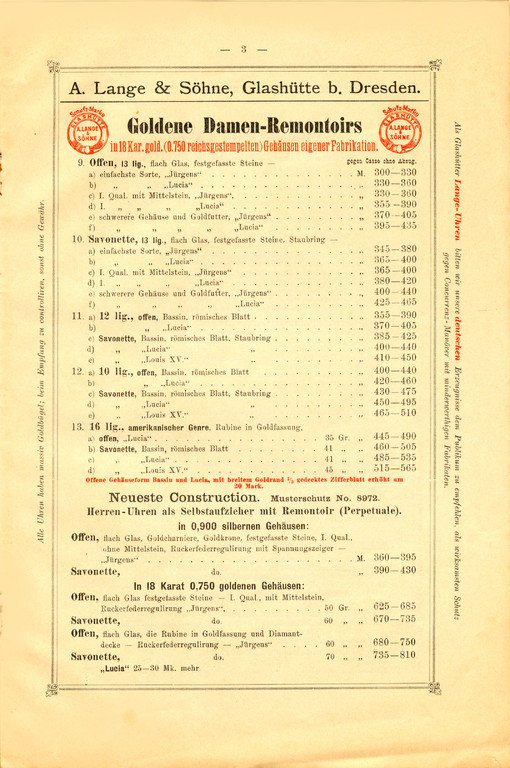 — 3 —
A. Lange & Söhne, Glashütte b. Dresden.
Schutz-Marke
GLASHÜTTE
A. LANGE
&
SÖHNE
Goldene Damen-Remontoirs
Schutz-Marke
GLASHÜTTE
A. LANGE
&
SÖHNE
in 18 Kar. gold. (0.750 reichsgestempelten) Gehäusen eigener Fabrikation.
9. Offen, 13 lig., flach Glas, festgefasste Steine — gegen Cassa ohne Abzug.
a) einfachste Sorte, „Jürgens“ . . . M. 300—330
b) „ „ „Lucia“ . . . „ 330—360
c) I. Qual. mit Mittelstein, „Jürgens“, . . . „ 330—360
d) I. „ „ „Lucia“ . . . „ 355—390
e) schwerere Gehäuse und Goldfutter, „Jürgens“ . . . „ 370—405
f) „ „ „ „ „Lucia“ . . . „ 395—435
10. Savonette, 13 lig., flach Glas, festgefasste Steine, Staubring —
a) einfachste Sorte, „Jürgens“ . . . „ 345—380
b) „ „ „Lucia“ . . . „ 365—400
c) I. Qual. mit Mittelstein, „Jürgens“ . . . „ 365—400
d) I. „ „ „Lucia“ . . . „ 380—420
e) schwerere Gehäuse und Goldfutter, „Jürgens“ . . . „ 400—440
f) „ „ „ „ „Lucia“ . . . „ 425—465
11. a) 12 lig., offen, Bassin, römisches Blatt . . . „ 355—390
b) „ „ „Lucia“ . . . „ 370—405
c) Savonette, Bassin, römisches Blatt, Staubring . . . „ 385—425
d) „ „Lucia“ „ . . . „ 400—440
e) „ „Louis XV.“ „ . . . „ 410—450
12. a) 10 lig., offen, Bassin, römisches Blatt . . . „ 400—440
b) „ „ „Lucia“ . . . „ 420—460
c) Savonette, Bassin, römisches Blatt, Staubring . . . „ 430—475
d) „ „Lucia“ „ . . . „ 450—495
e) „ „Louis XV.“ „ . . . „ 465—510
13. 16 lig., amerikanischer Genre, Rubine in Goldfassung,
a) offen, „Lucia“ . . . 35 Gr. „ 445—490
b) Savonette, Bassin, römisches Blatt . . . 41 „ „ 460—505
c) „ „Lucia“ . . . 41 „ „ 485—535
d) „ „Louis XV.“ . . . 45 „ „ 515—565
Offene Gehäuseform Bassin und Lucia, mit breitem Goldrand ½ gedecktes Zifferblatt erhöht um
20 Mark.
Neueste Construction. Musterschutz No. 8972.
Herren-Uhren als Selbstaufzieher mit Remontoir (Perpetuale).
in 0,900 silbernen Gehäusen:
Offen, flach Glas, Goldcharniere, Goldkrone, festgefasste Steine, I. Qual.,
ohne Mittelstein, Ruckerfederregulirung mit Spannungszeiger —
„Jürgens“ . . . M. 360—395
Savonette, do. „ 390—430
In 18 Karat 0,750 goldenen Gehäusen:
Offen, flach Glas festgefasste Steine — I. Qual., mit Mittelstein,
Ruckerfederregulirung „Jürgens“, . . . 50 Gr. „ 625—685
Savonette, do. 60 „ „ 670—735
Offen, flach Glas, die Rubine in Goldfassung und Diamant-
decke — Ruckerfederregulirung — „Jürgens“ . . . 60 „ „ 680—750
Savonette, do. 70 „ „ 735—810
„Lucia“ 25—30 Mk. mehr
Alle Uhren haben massiv Goldbügel; beim Empfang zu controlliren, sonst ohne Gewähr.
Als Glashütter Lange-Uhren bitten wir unsere deutschen Erzeugnisse dem Publikum zu empfehlen, als wirksamsten Schutz
gegen Concurrenz-Manöver mit minderwerthigen Fabrikaten.